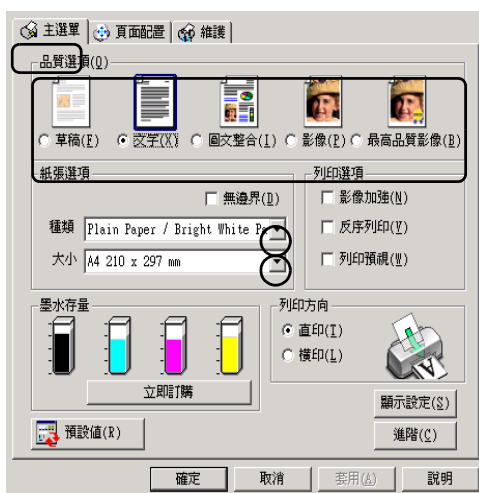 主選單 頁面配置 維護
品質選項(Q)
草稿(F) 文字(X) 圖文整合(I) 影像(P) 最高品質影像(B)
紙張選項 列印選項
無邊界(D) 影像加強(N)
種類 Plain Paper / Bright White Pa 反序列印(Y)
大小 A4 210 x 297 mm 列印預視(W)
墨水存量 列印方向
直印(T)
橫印(L)
立即訂購
顯示設定(S)
預設值(R) 進階(C)
確定 取消 套用(A) 說明